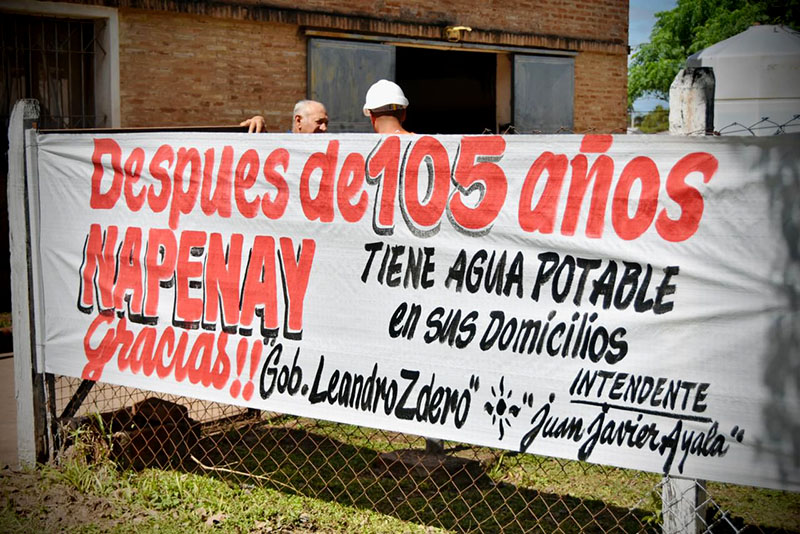 Despues de 105 años
NAPENAY TIENE AGUA POTABLE
en sus Domicilios
Gracias!! "Gob. Leandro Zdero" "Juan Javier Ayala"
INTENDENTE